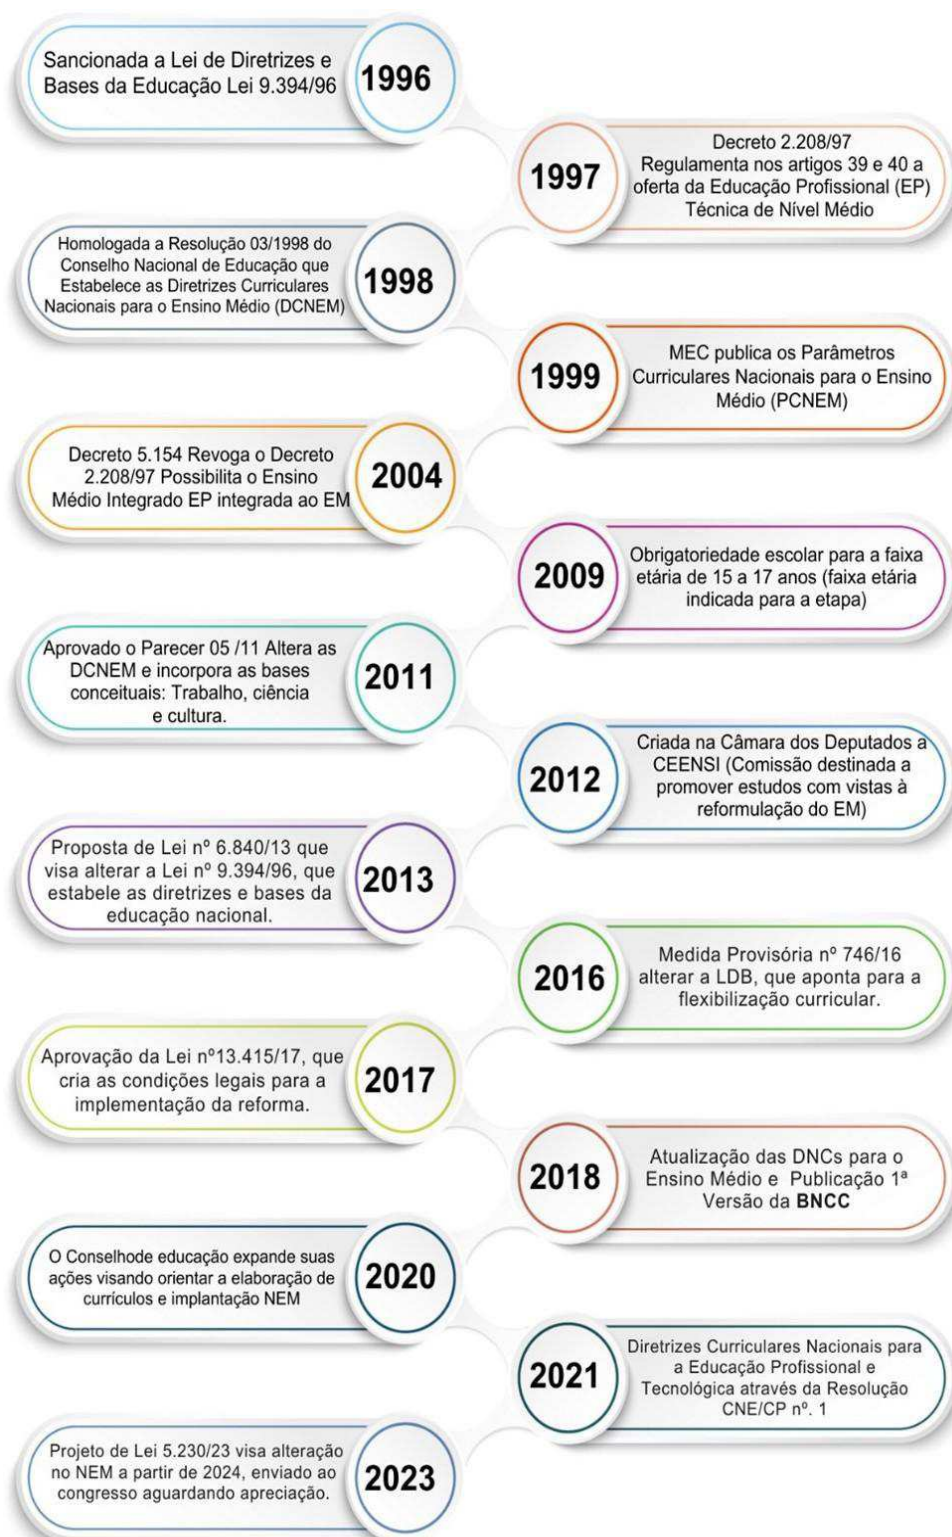 Sancionada a Lei de Diretrizes e
Bases da Educação Lei 9.394/96
1996
Decreto 2.208/97
Regulamenta nos artigos 39 e 40 a
oferta da Educação Profissional (EP)
Técnica de Nível Médio
1997
Homologada a Resolução 03/1998 do
Conselho Nacional de Educação que
Estabelece as Diretrizes Curriculares
Nacionais para o Ensino Médio (DCNEM)
1998
MEC publica os Parâmetros
Curriculares Nacionais para o Ensino
Médio (PCNEM)
1999
Decreto 5.154 Revoga o Decreto
2.208/97 Possibilita o Ensino
Médio Integrado EP integrada ao EM
2004
Obrigatoriedade escolar para a faixa
etária de 15 a 17 anos (faixa etária
indicada para a etapa)
2009
Aprovado o Parecer 05 /11 Altera as
DCNEM e incorpora as bases
conceituais: Trabalho, ciência
e cultura.
2011
Criada na Câmara dos Deputados a
CEENSI (Comissão destinada a
promover estudos com vistas à
reformulação do EM)
2012
Proposta de Lei nº 6.840/13 que
visa alterar a Lei nº 9.394/96, que
estabele as diretrizes e bases da
educação nacional.
2013
Medida Provisória nº 746/16
alterar a LDB, que aponta para a
flexibilização curricular.
2016
Aprovação da Lei nº13.415/17, que
cria as condições legais para a
implementação da reforma.
2017
Atualização das DNCs para o
Ensino Médio e Publicação 1ª
Versão da BNCC
2018
O Conselhode educação expande suas
ações visando orientar a elaboração de
currículos e implantação NEM
2020
Diretrizes Curriculares Nacionais para
a Educação Profissional e
Tecnológica através da Resolução
CNE/CP nº. 1
2021
Projeto de Lei 5.230/23 visa alteração
no NEM a partir de 2024, enviado ao
congresso aguardando apreciação.
2023